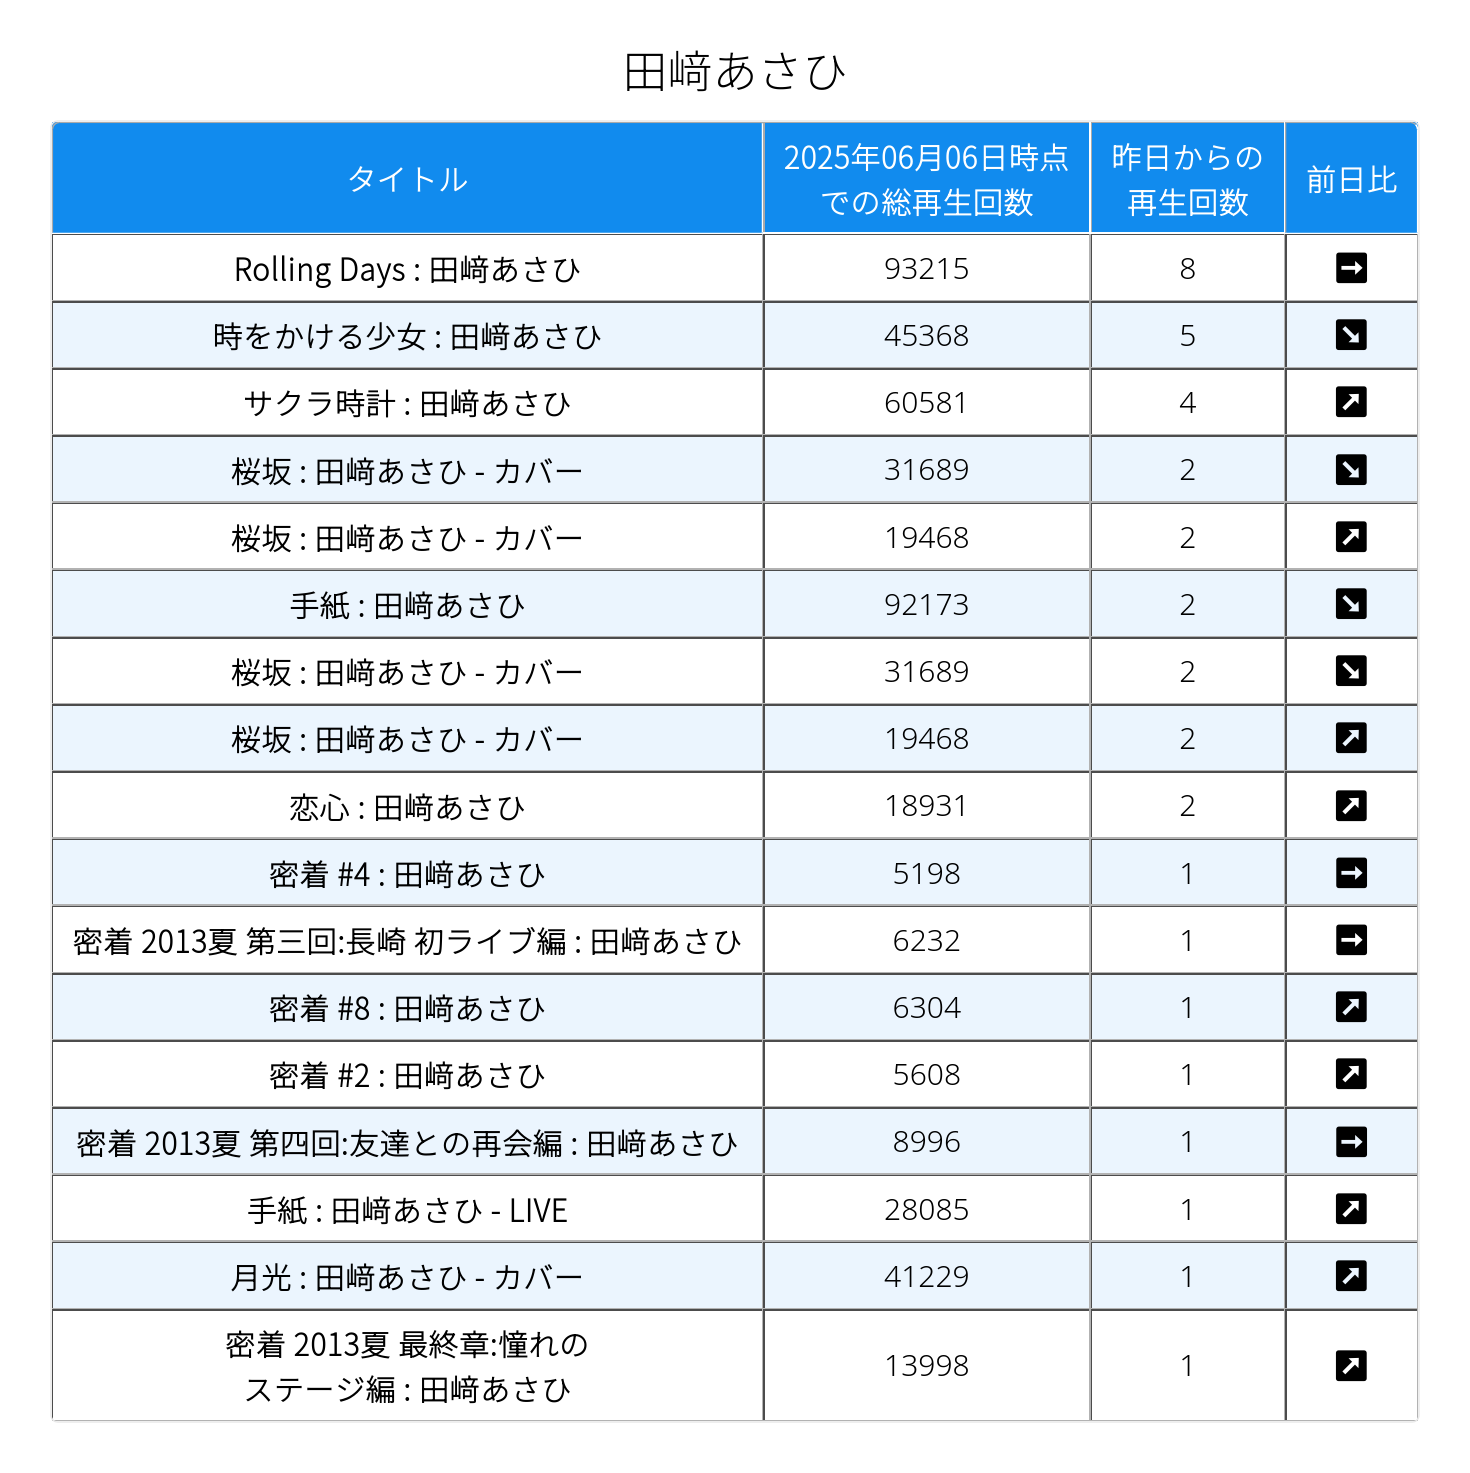 田﨑あさひ
タイトル
2025年06月06日時点
での総再生回数
昨日からの
再生回数
前日比
Rolling Days : 田﨑あさひ 93215 8 ➡
時をかける少女 : 田﨑あさひ 45368 5 ↘
サクラ時計 : 田﨑あさひ 60581 4 ↗
桜坂 : 田﨑あさひ - カバー 31689 2 ↘
桜坂 : 田﨑あさひ - カバー 19468 2 ↗
手紙 : 田﨑あさひ 92173 2 ↘
桜坂 : 田﨑あさひ - カバー 31689 2 ↘
桜坂 : 田﨑あさひ - カバー 19468 2 ↗
恋心 : 田﨑あさひ 18931 2 ↗
密着 #4 : 田﨑あさひ 5198 1 ➡
密着 2013夏 第三回:長崎 初ライブ編 : 田﨑あさひ 6232 1 ➡
密着 #8 : 田﨑あさひ 6304 1 ↗
密着 #2 : 田﨑あさひ 5608 1 ↗
密着 2013夏 第四回:友達との再会編 : 田﨑あさひ 8996 1 ➡
手紙 : 田﨑あさひ - LIVE 28085 1 ↗
月光 : 田﨑あさひ - カバー 41229 1 ↗
密着 2013夏 最終章:憧れの
ステージ編 : 田﨑あさひ 13998 1 ↗